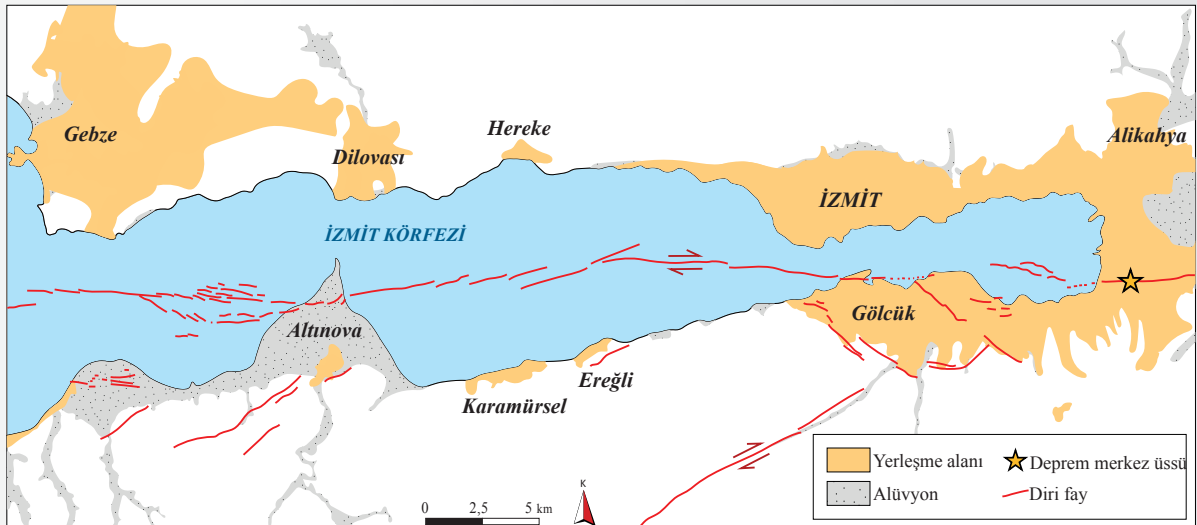 Gebze
Dilovası
Hereke
Alikahya
İZMİT
İZMİT KÖRFEZİ
Altınova
Gölcük
Ereğli
Karamürsel
Yerleşme alanı
Deprem merkez üssü
Alüvyon
Diri fay
0 2,5 5 km
K